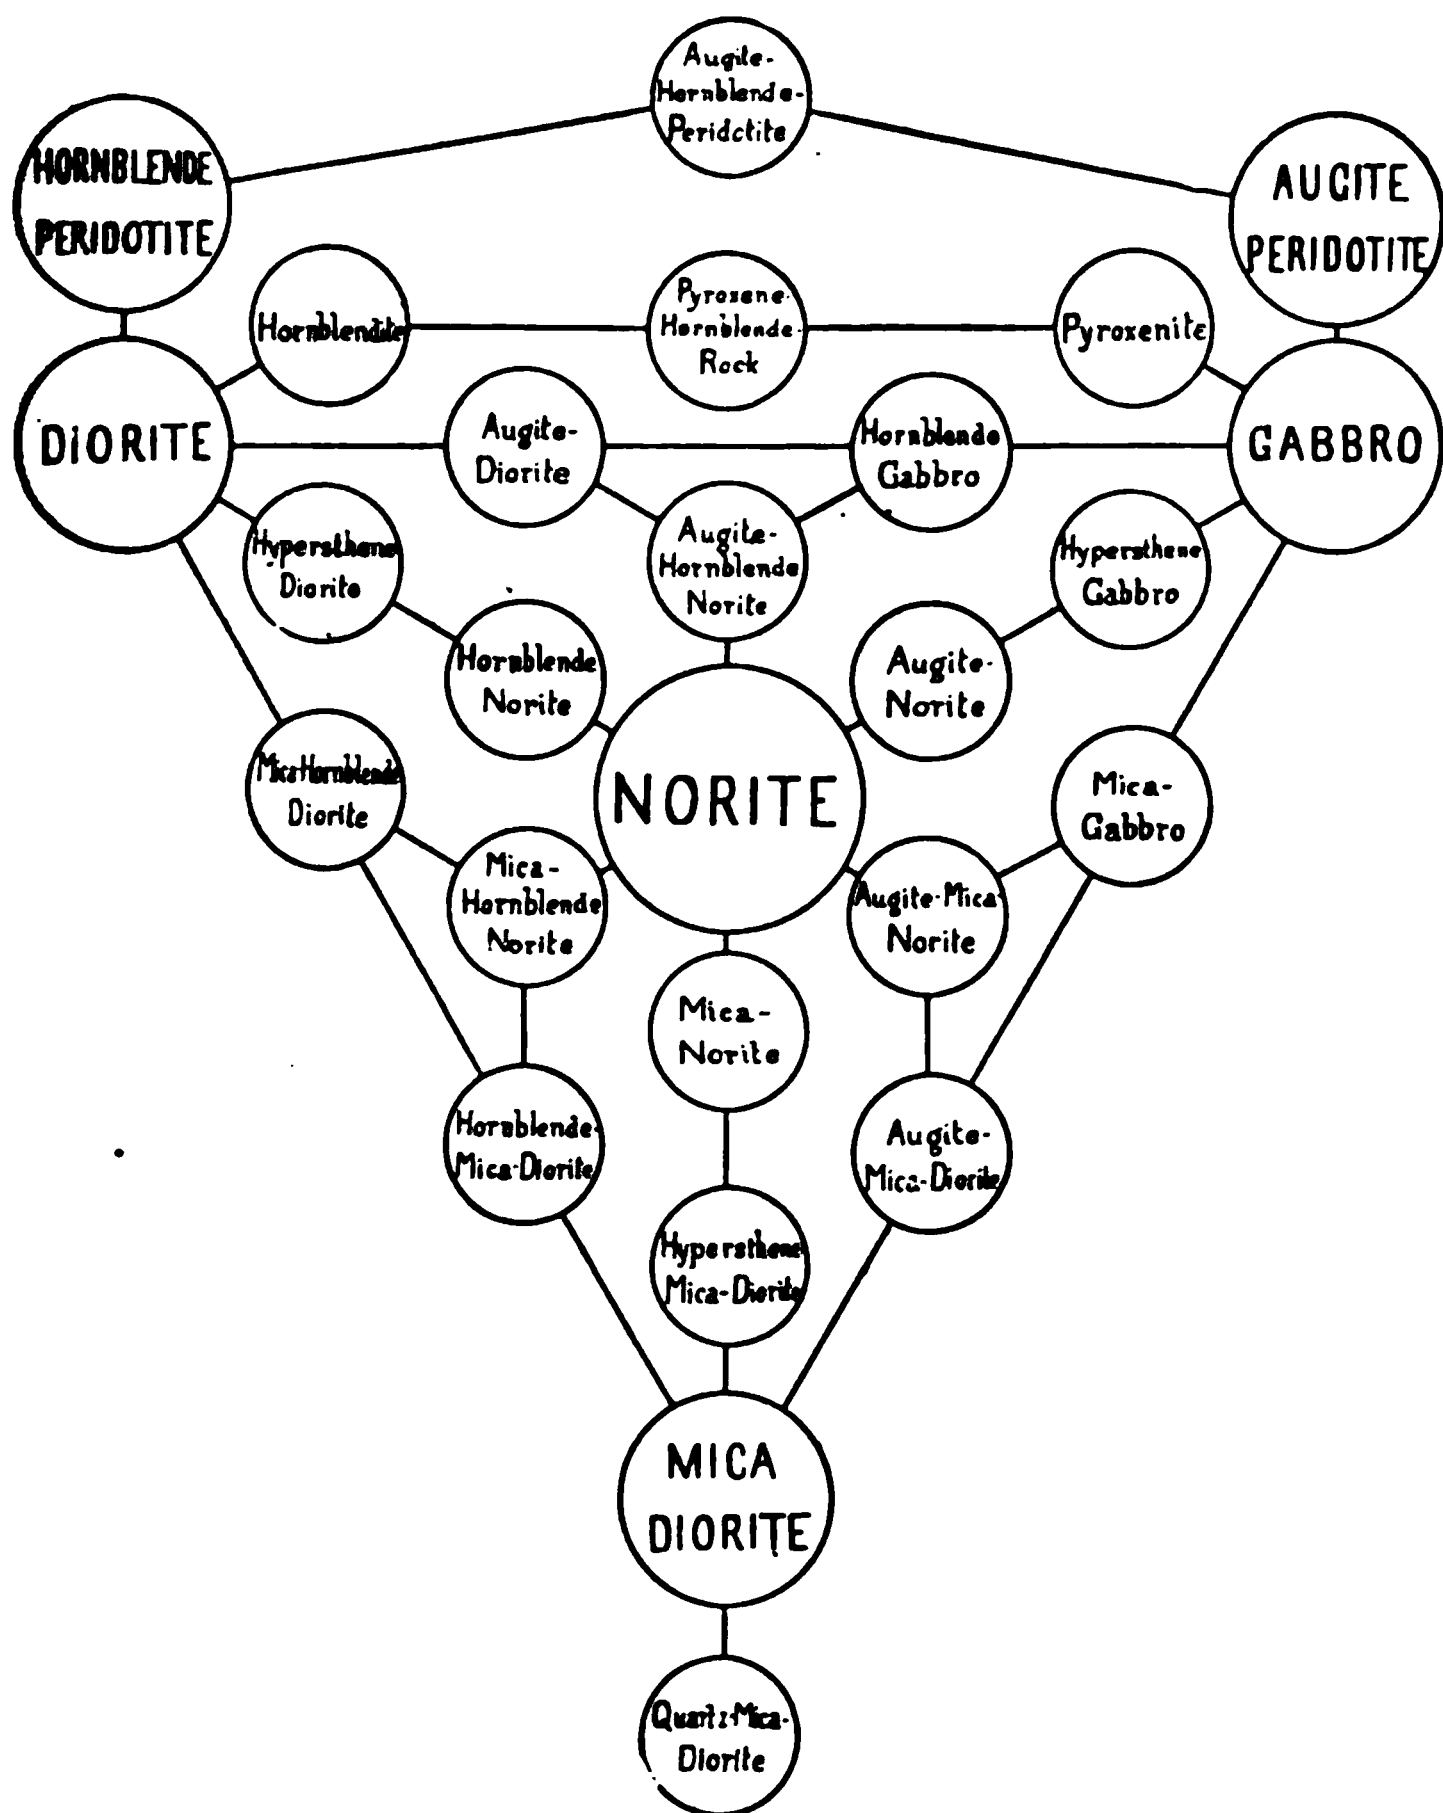 Augite-
Hornblende-
Peridctite
HORNBLENDE
PERIDOTITE
AUGITE
PERIDOTITE
Hornblendite
Pyroxene-
Hornblende-
Rock
Pyroxenite
DIORITE
Augite-
Diorite
Hornblende
Gabbro
GABBRO
Hypersthene
Diorite
Augite-
Hornblende
Norite
Hypersthene
Gabbro
Hornblende
Norite
Augite-
Norite
Mica-Hornblende
Diorite
NORITE
Mica-
Gabbro
Mica-
Hornblende
Norite
Augite-Mica-
Norite
Mica-
Norite
Hornblende-
Mica-Diorite
Augite-
Mica-Diorite
Hypersthene
Mica-Diorite
MICA
DIORITE
Quartz-Mica-
Diorite